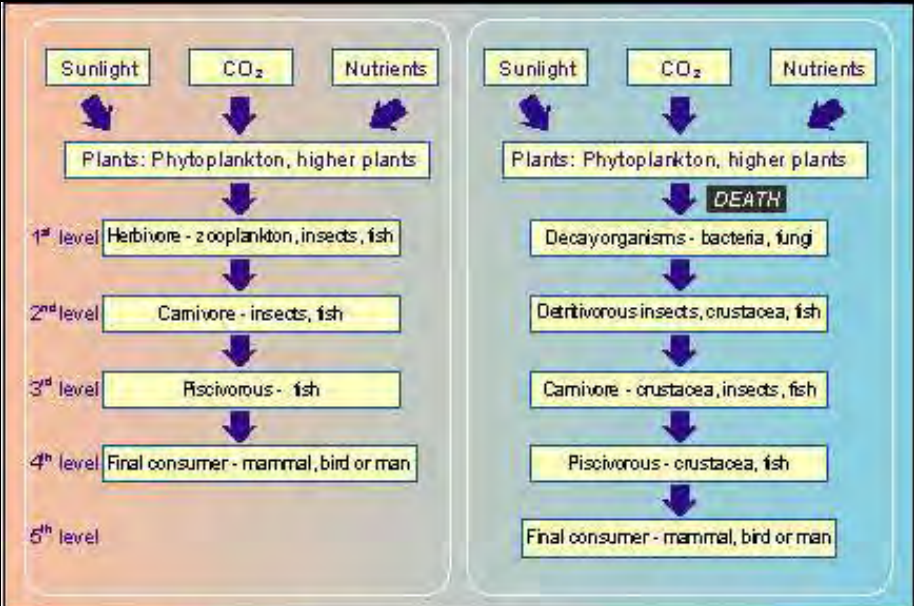 Sunlight
CO₂
Nutrients
Plants: Phytoplankton, higher plants
1st level
Herbivore - zooplankton, insects, fish
2nd level
Carnivore - insects, fish
3rd level
Piscivorous - fish
4th level
Final consumer - mammal, bird or man
5th level
Sunlight
CO₂
Nutrients
Plants: Phytoplankton, higher plants
DEATH
Decay organisms - bacteria, fungi
Detritivorous insects, crustacea, fish
Carnivore - crustacea, insects, fish
Piscivorous - crustacea, fish
Final consumer - mammal, bird or man